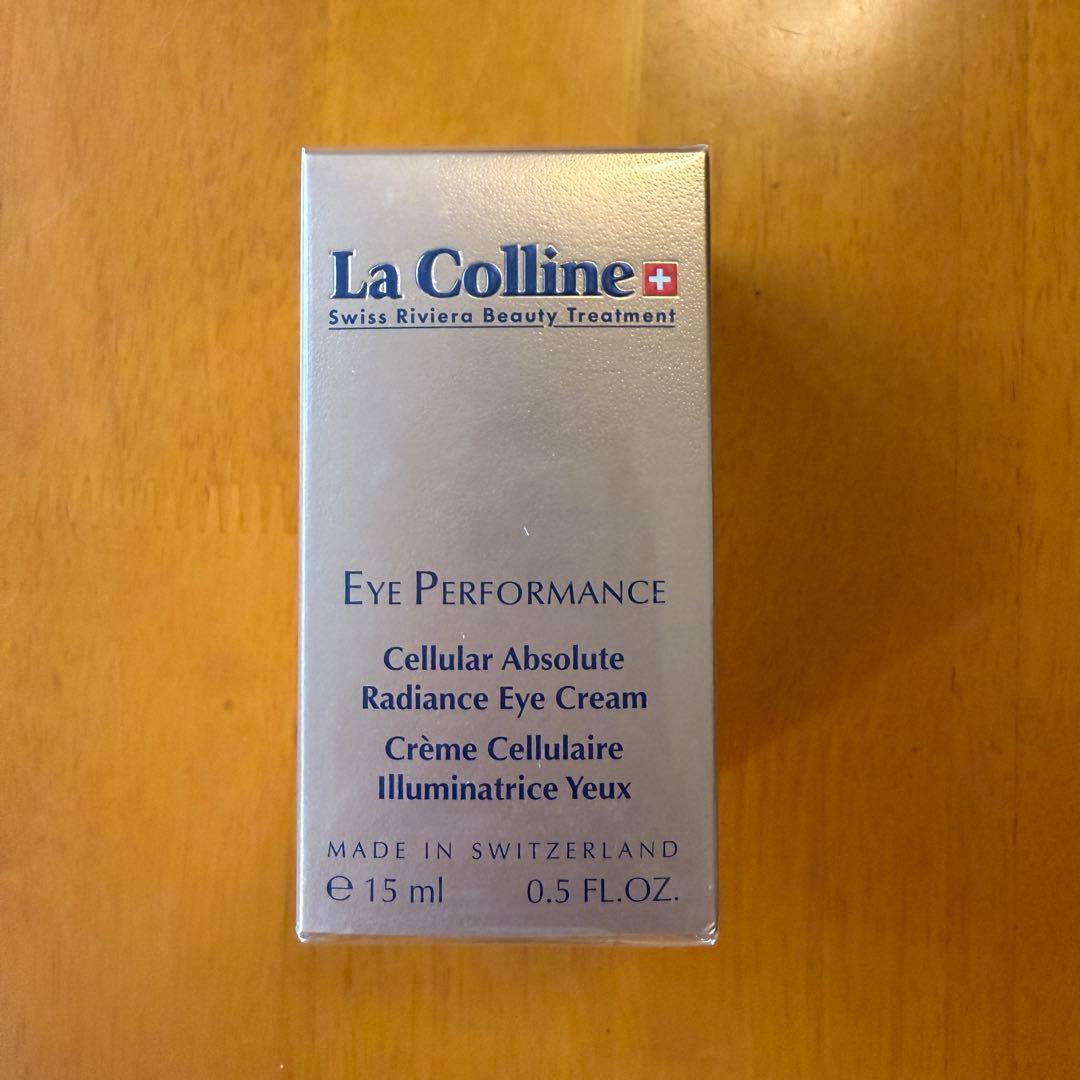 La Colline
Swiss Riviera Beauty Treatment
EYE PERFORMANCE
Cellular Absolute
Radiance Eye Cream
Crème Cellulaire
Illuminatrice Yeux
MADE IN SWITZERLAND
℮ 15 ml 0.5 FL.OZ.